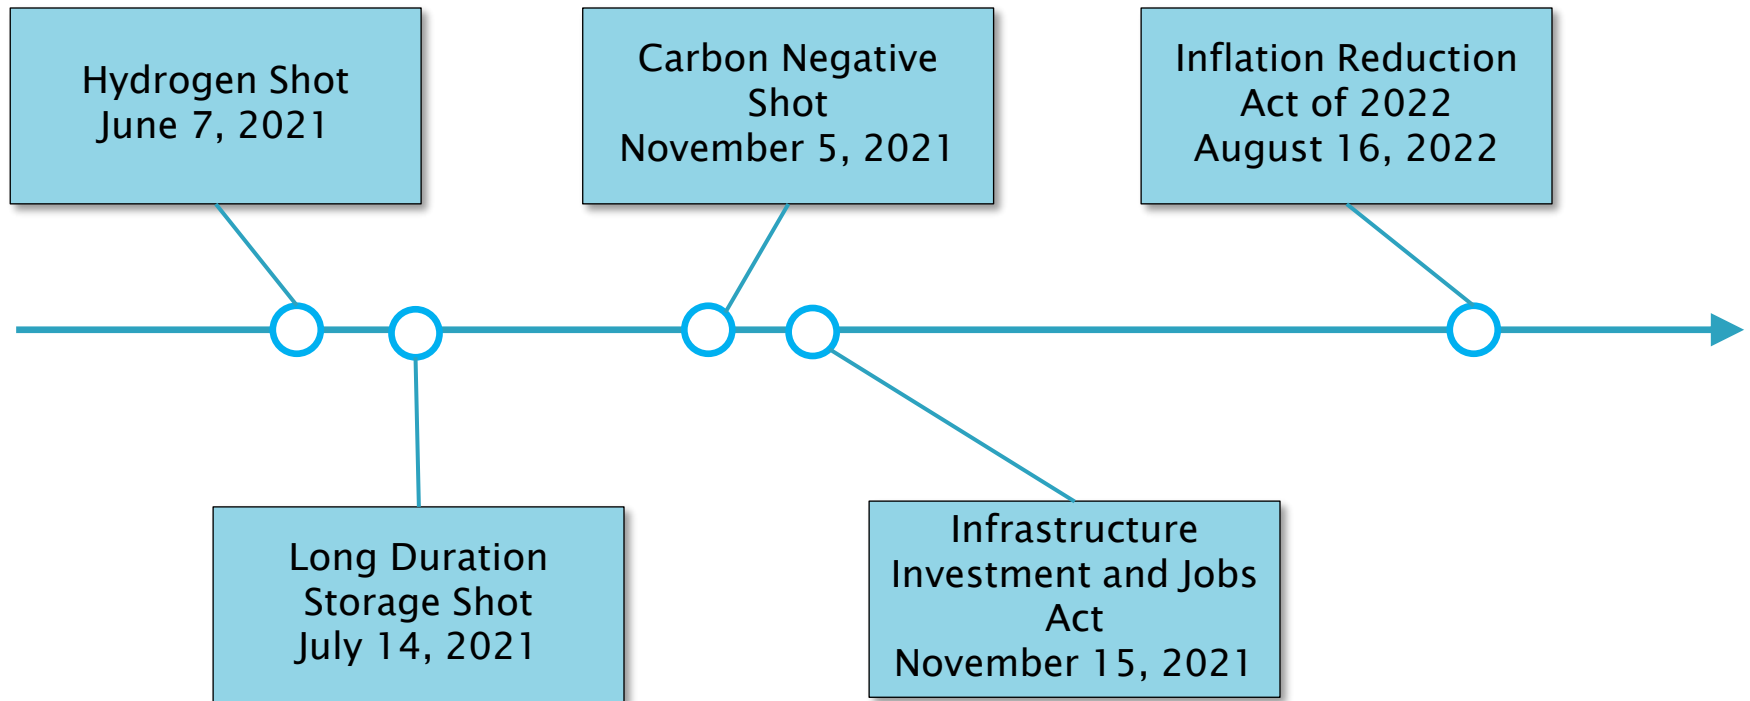 Hydrogen Shot
June 7, 2021
Carbon Negative
Shot
November 5, 2021
Inflation Reduction
Act of 2022
August 16, 2022
Long Duration
Storage Shot
July 14, 2021
Infrastructure
Investment and Jobs
Act
November 15, 2021